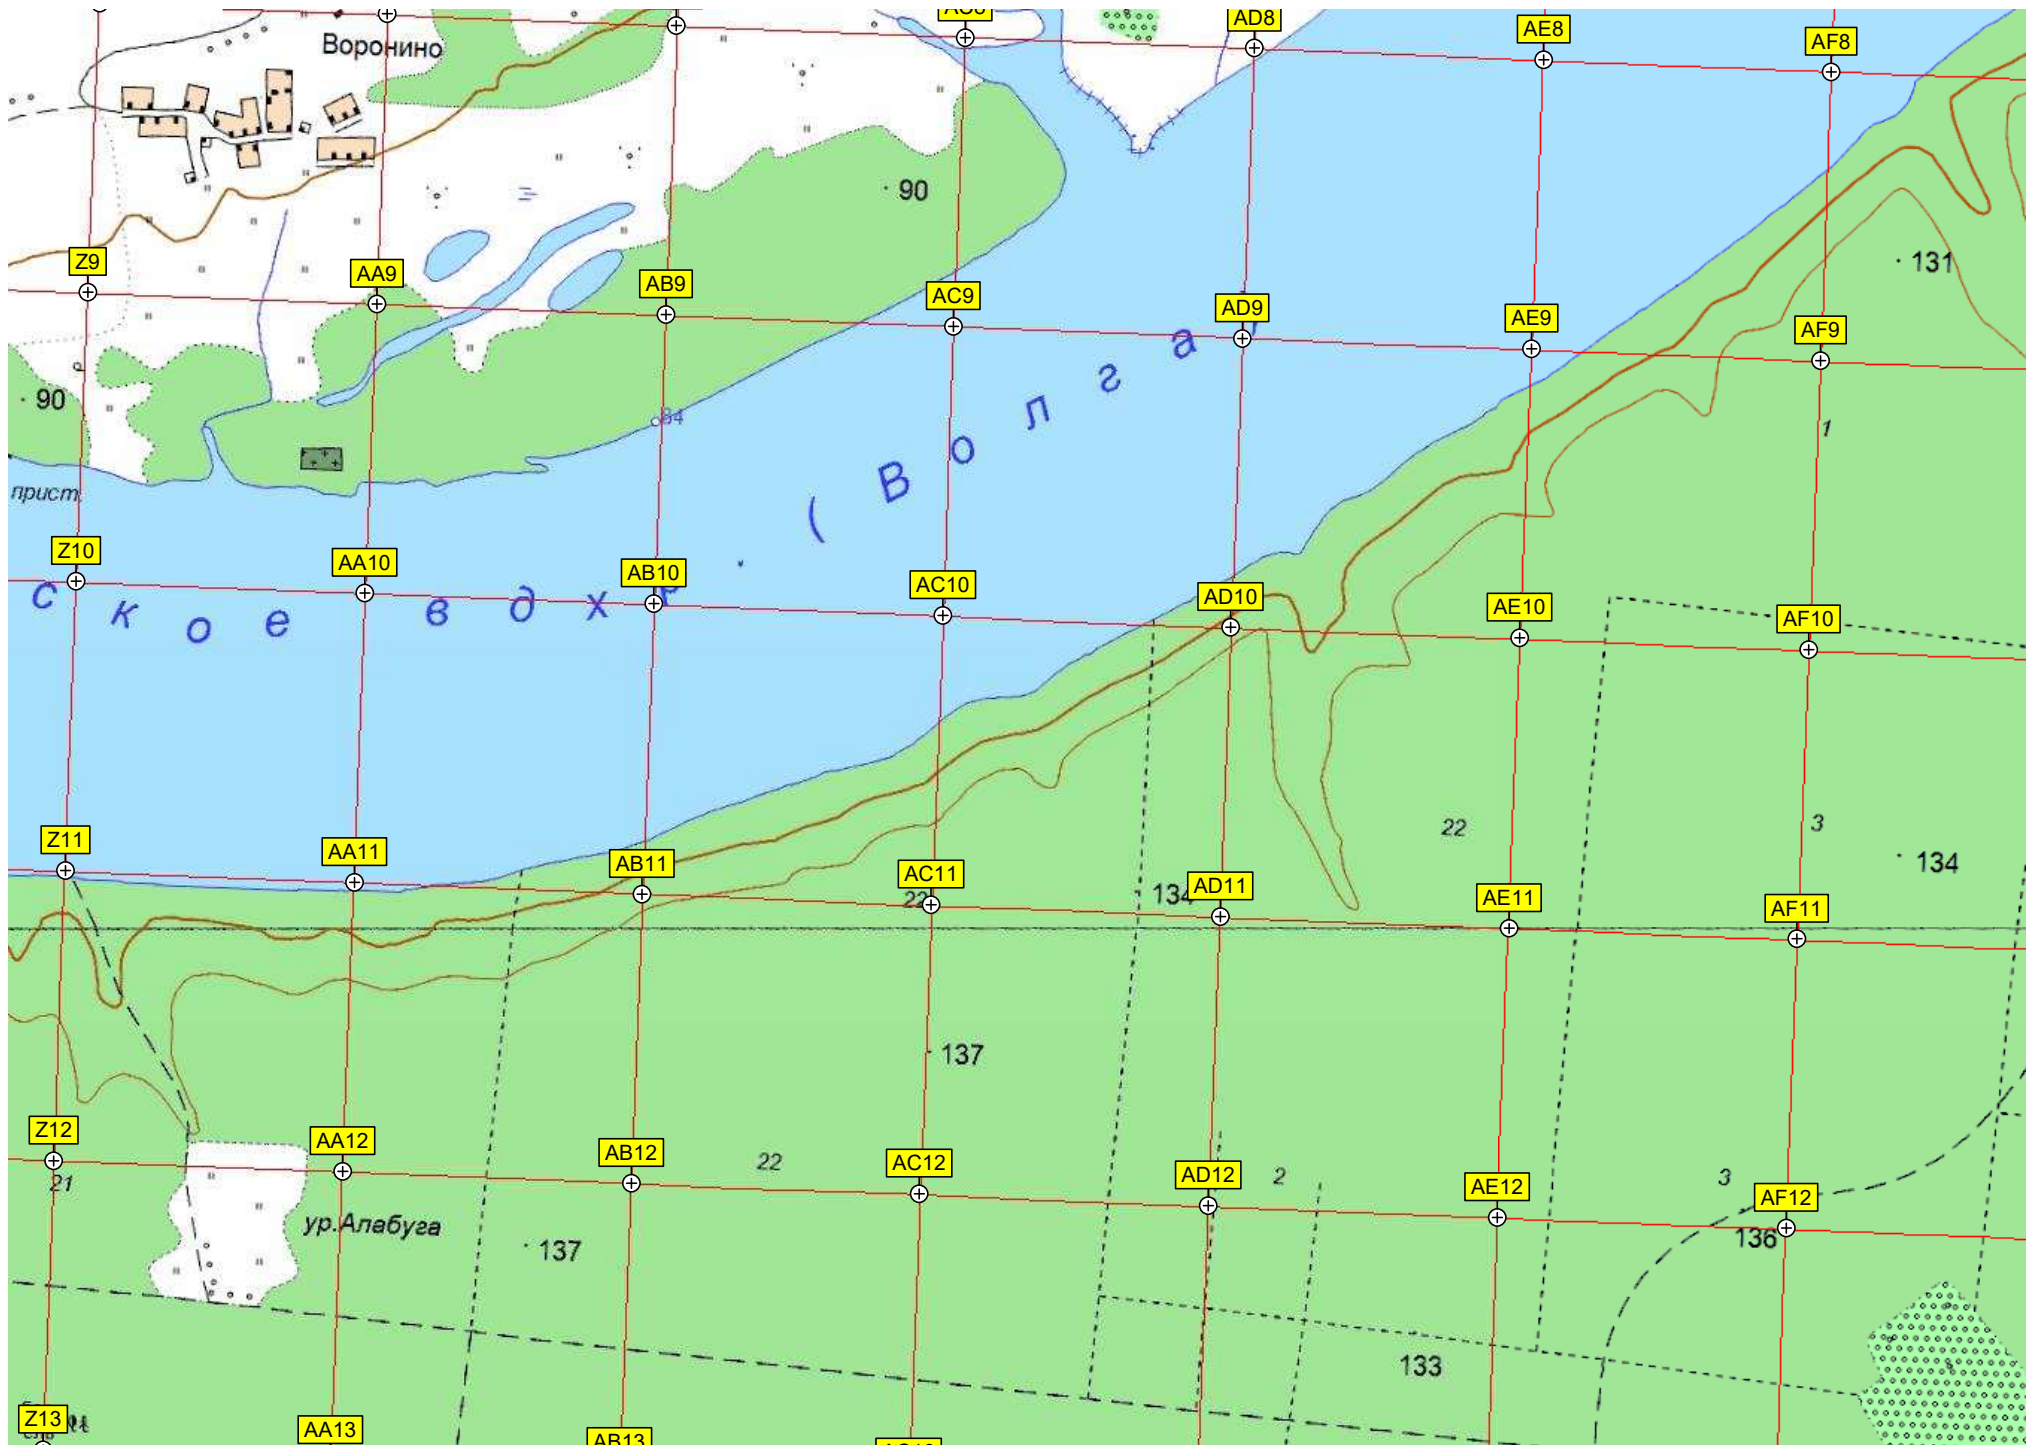 AD8
AE8
AF8
Воронино
90
131
Z9
AA9
AB9
AC9
AD9
AE9
AF9
90
84
1
прист.
( В о л г а
Z10
AA10
AB10
AC10
AD10
AE10
AF10
с к о е в д х р.
Z11
AA11
AB11
AC11
AD11
AE11
AF11
22
3
134
22
134
137
Z12
AA12
AB12
AC12
AD12
AE12
AF12
21
22
2
3
ур.Алабуга
137
136
133
Z13
AA13
AB13